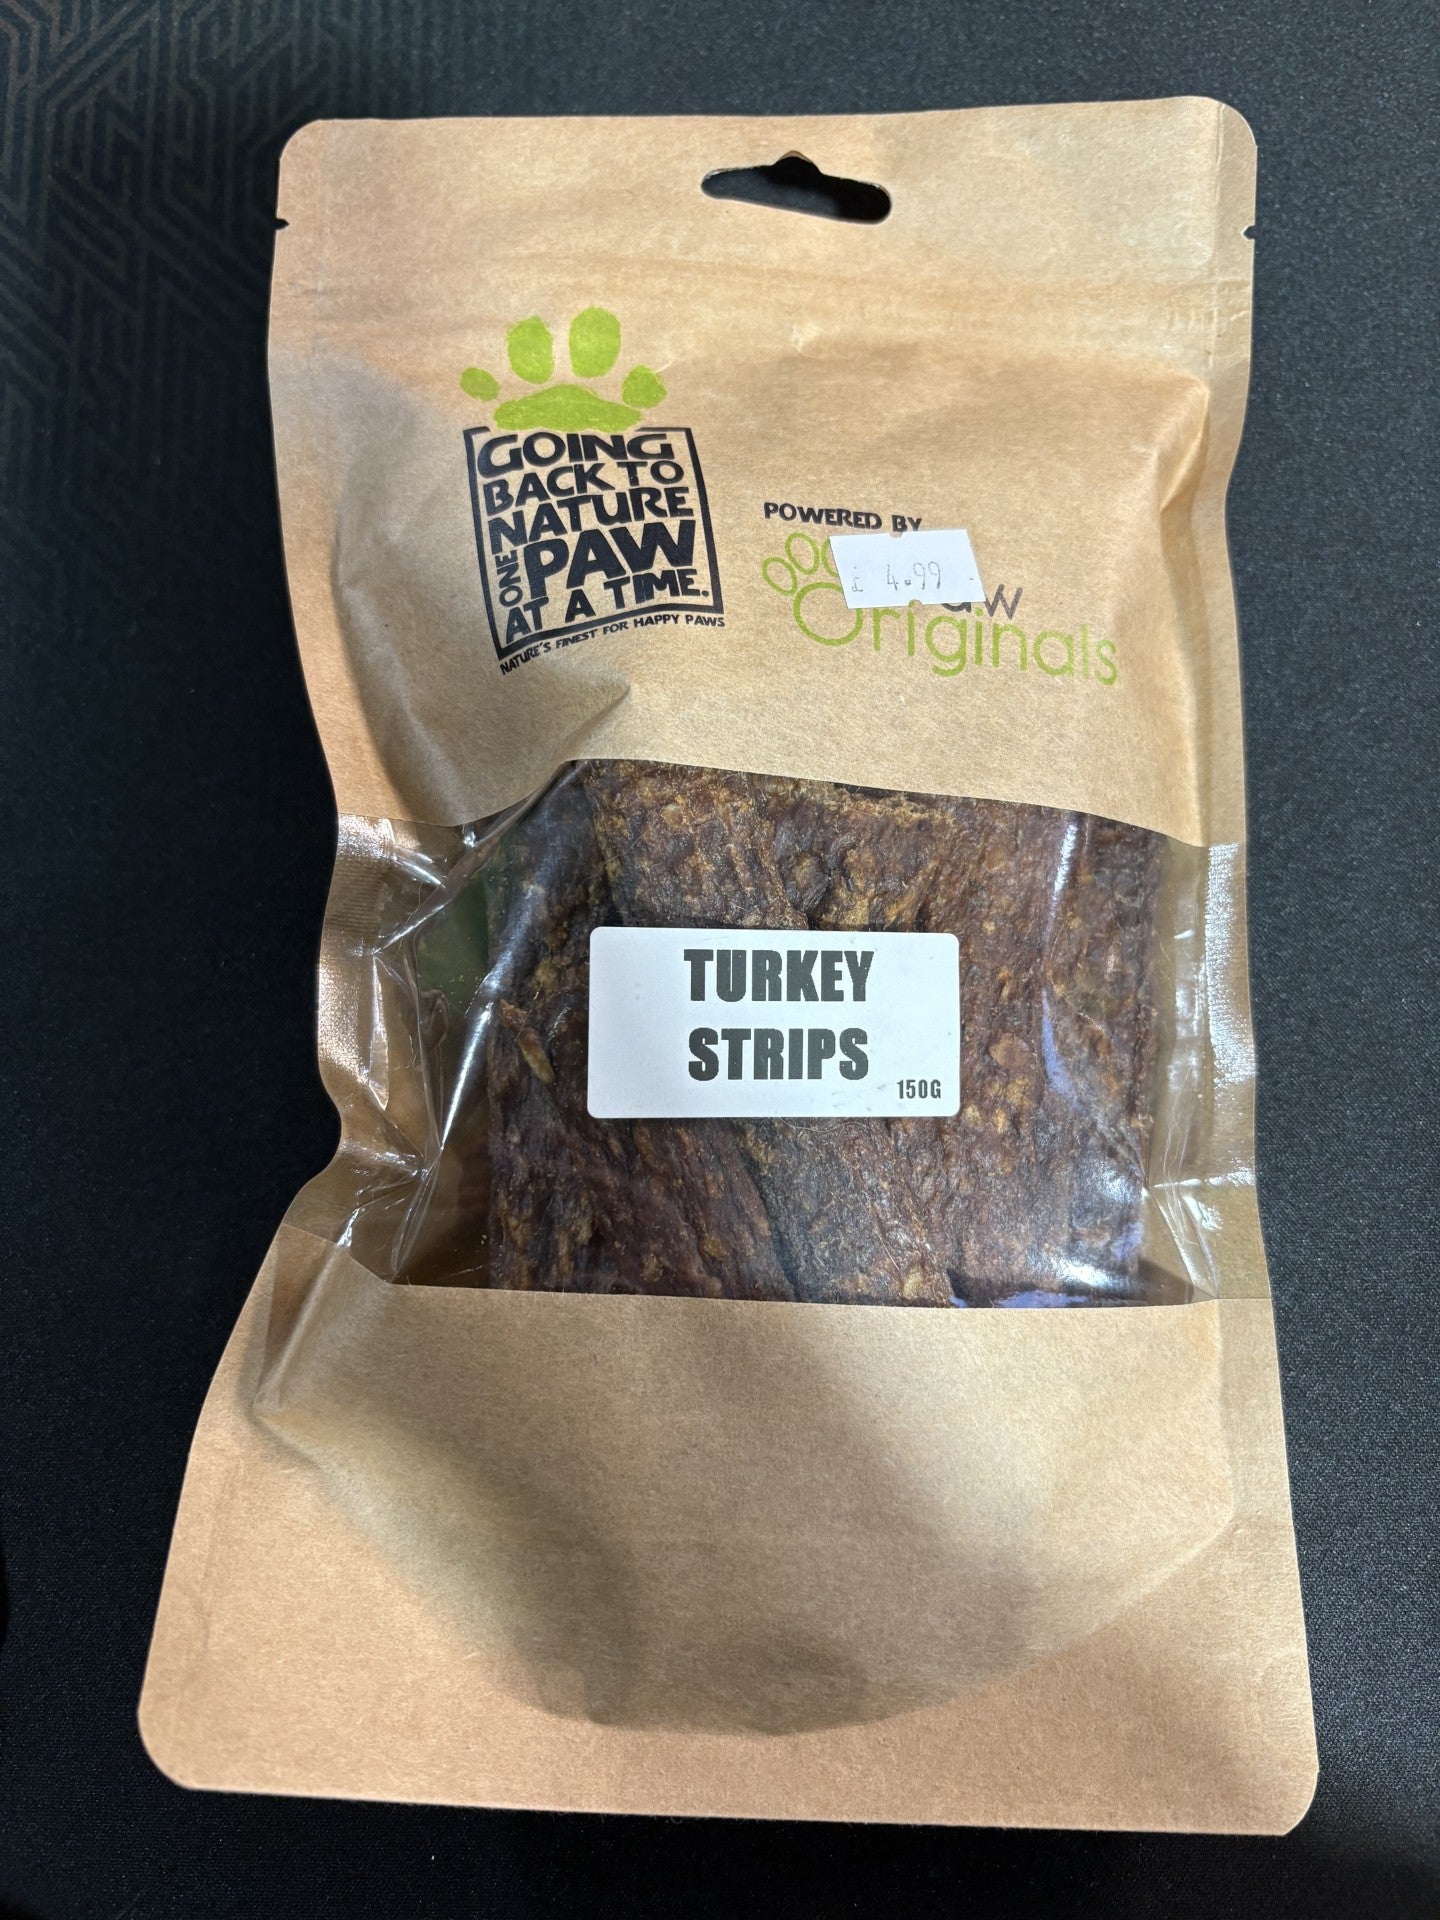 GOING
BACK TO
NATURE
ONE PAW
AT A TIME.
NATURE'S FINEST FOR HAPPY PAWS
POWERED BY
£ 4.99
Originals
TURKEY
STRIPS
150G